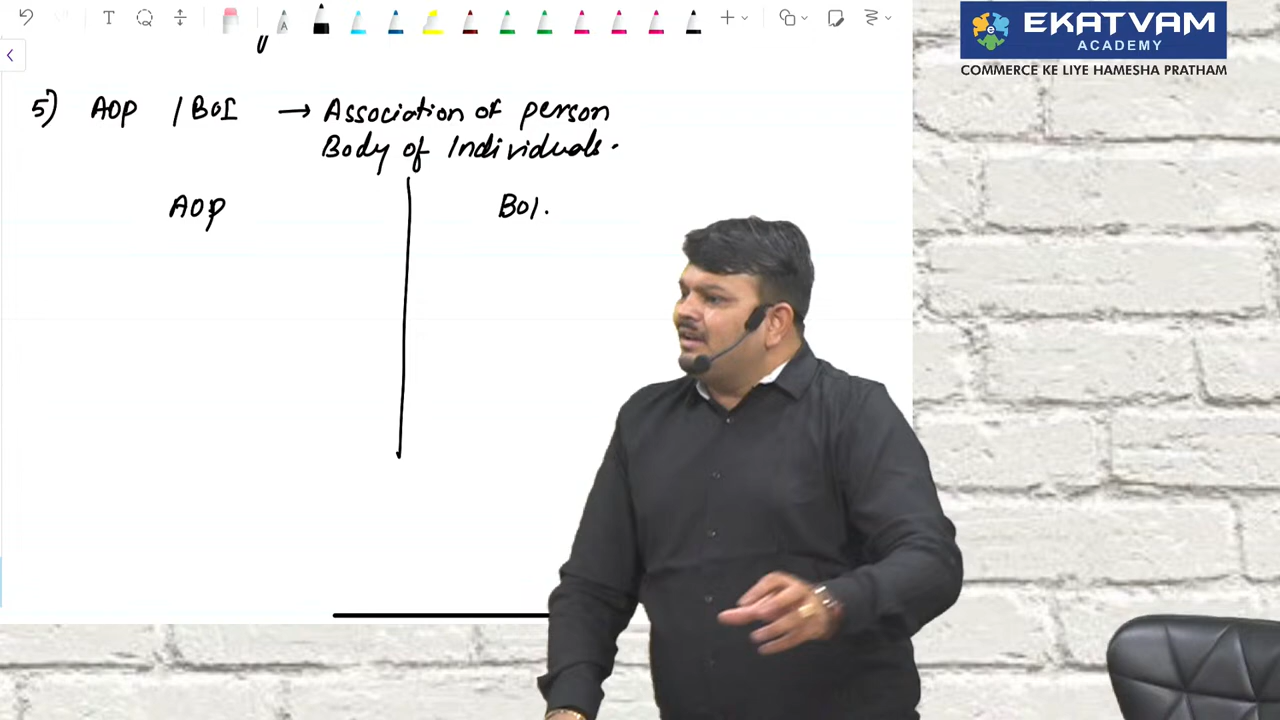 EKATVAM
ACADEMY
COMMERCE KE LIYE HAMESHA PRATHAM
5) AOP / BOI → Association of person
Body of Individuals.
AOP
BOI.